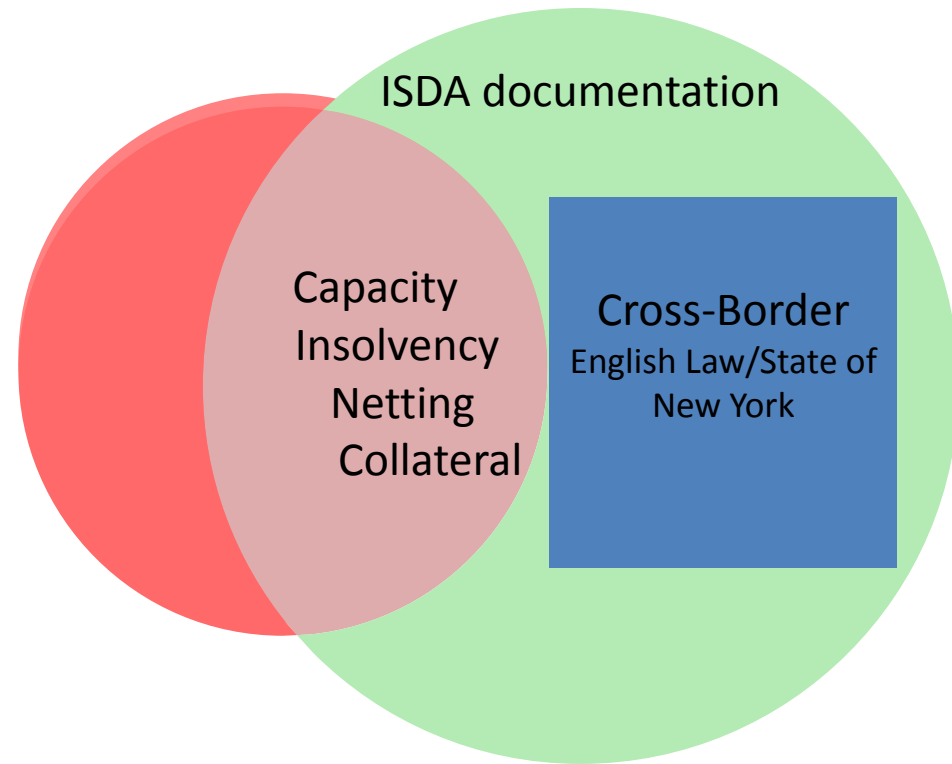 ISDA documentation
Capacity
Insolvency
Netting
Collateral
Cross-Border
English Law/State of
New York